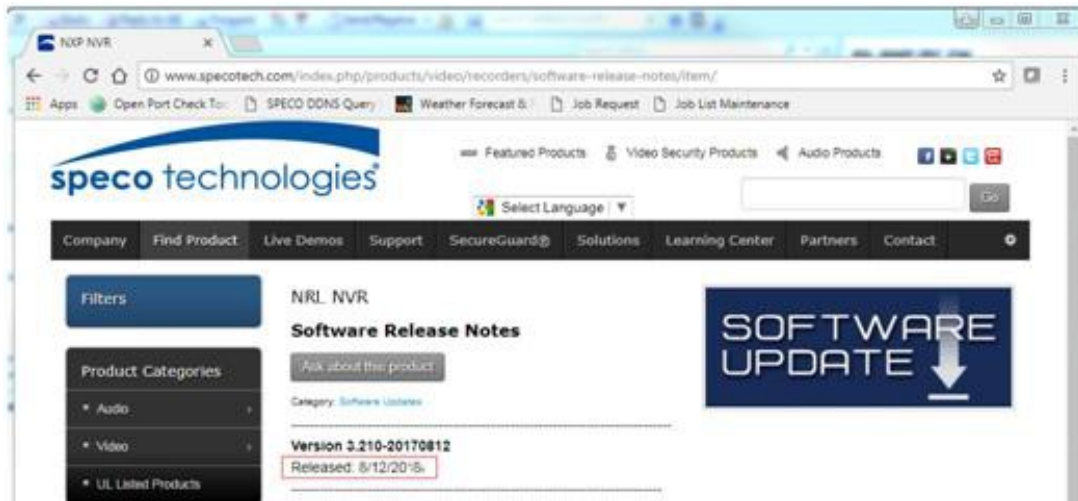 NXP NVR
www.specotech.com/index.php/products/video/recorders/software-release-notes/item/
Apps Open Port Check To SPECO DDNS Query Weather Forecast & Job Request Job List Maintenance
Featured Products Video Security Products Audio Products
speco technologies®
Go
Select Language ▼
Company Find Product Live Demos Support SecureGuard® Solutions Learning Center Partners Contact
Filters
NRL NVR
SOFTWARE
UPDATE
Software Release Notes
Ask about this product
Product Categories
Category: Software Updates
Audio
Video
Version 3.210-20170812
Released:
UL Listed Products